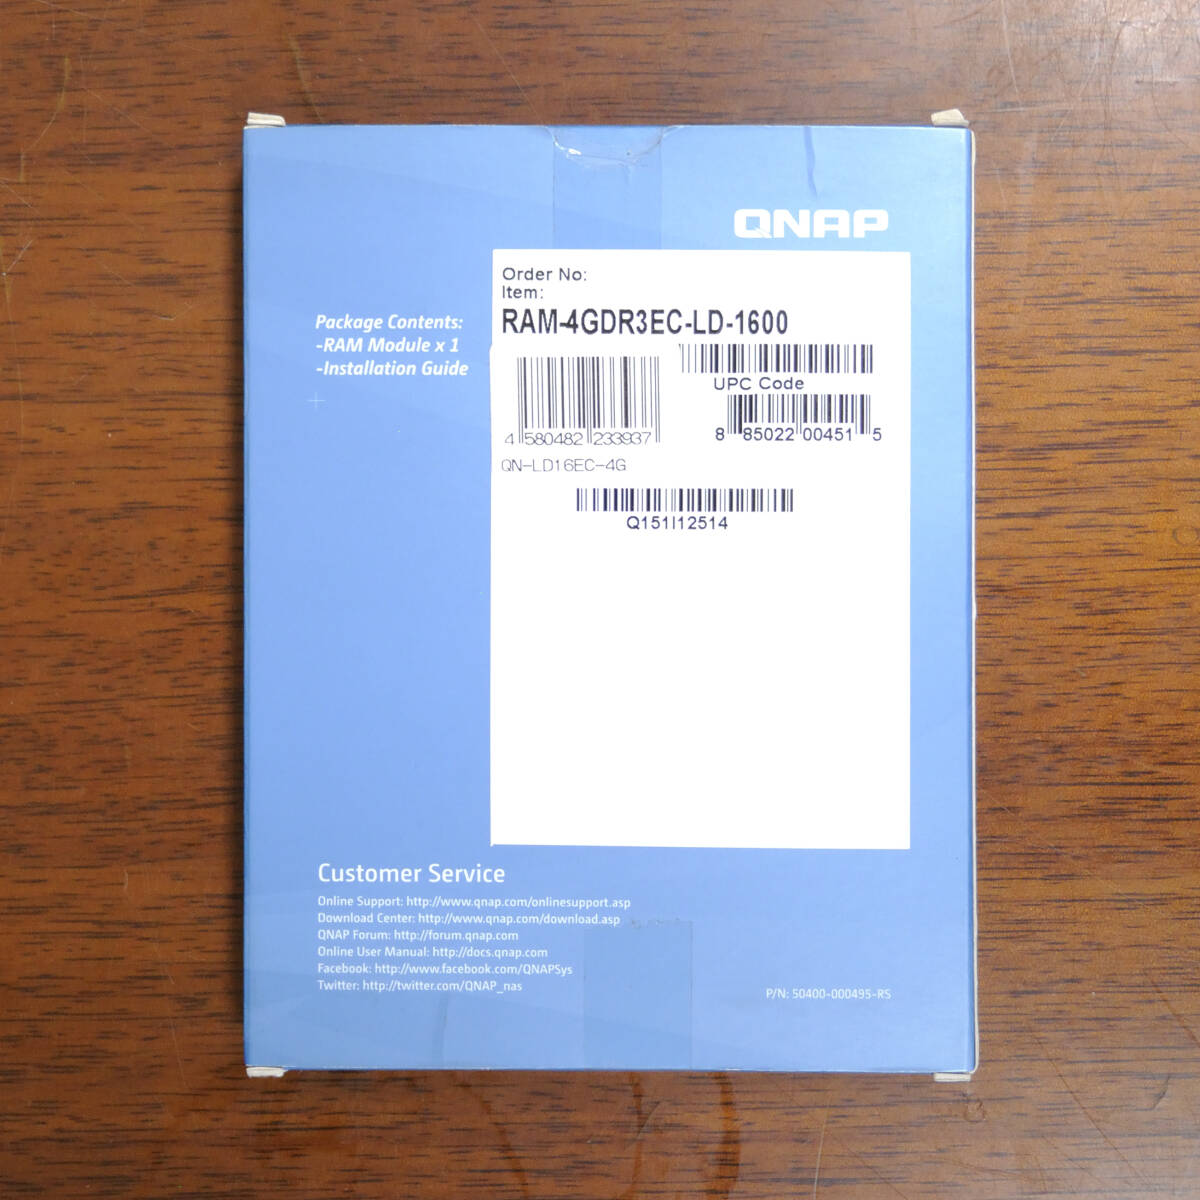 QNAP
Order No:
Item:
RAM-4GDR3EC-LD-1600
Package Contents:
-RAM Module x 1
-Installation Guide
UPC Code
4 580482 233937
8 85022 00451 5
QN-LD16EC-4G
Q151I12514
Customer Service
Online Support: http://www.qnap.com/onlinesupport.asp
Download Center: http://www.qnap.com/download.asp
QNAP Forum: http://forum.qnap.com
Online User Manual: http://docs.qnap.com
Facebook: http://www.facebook.com/QNAPSys
Twitter: http://twitter.com/QNAP_nas
P/N: 50400-000495-RS